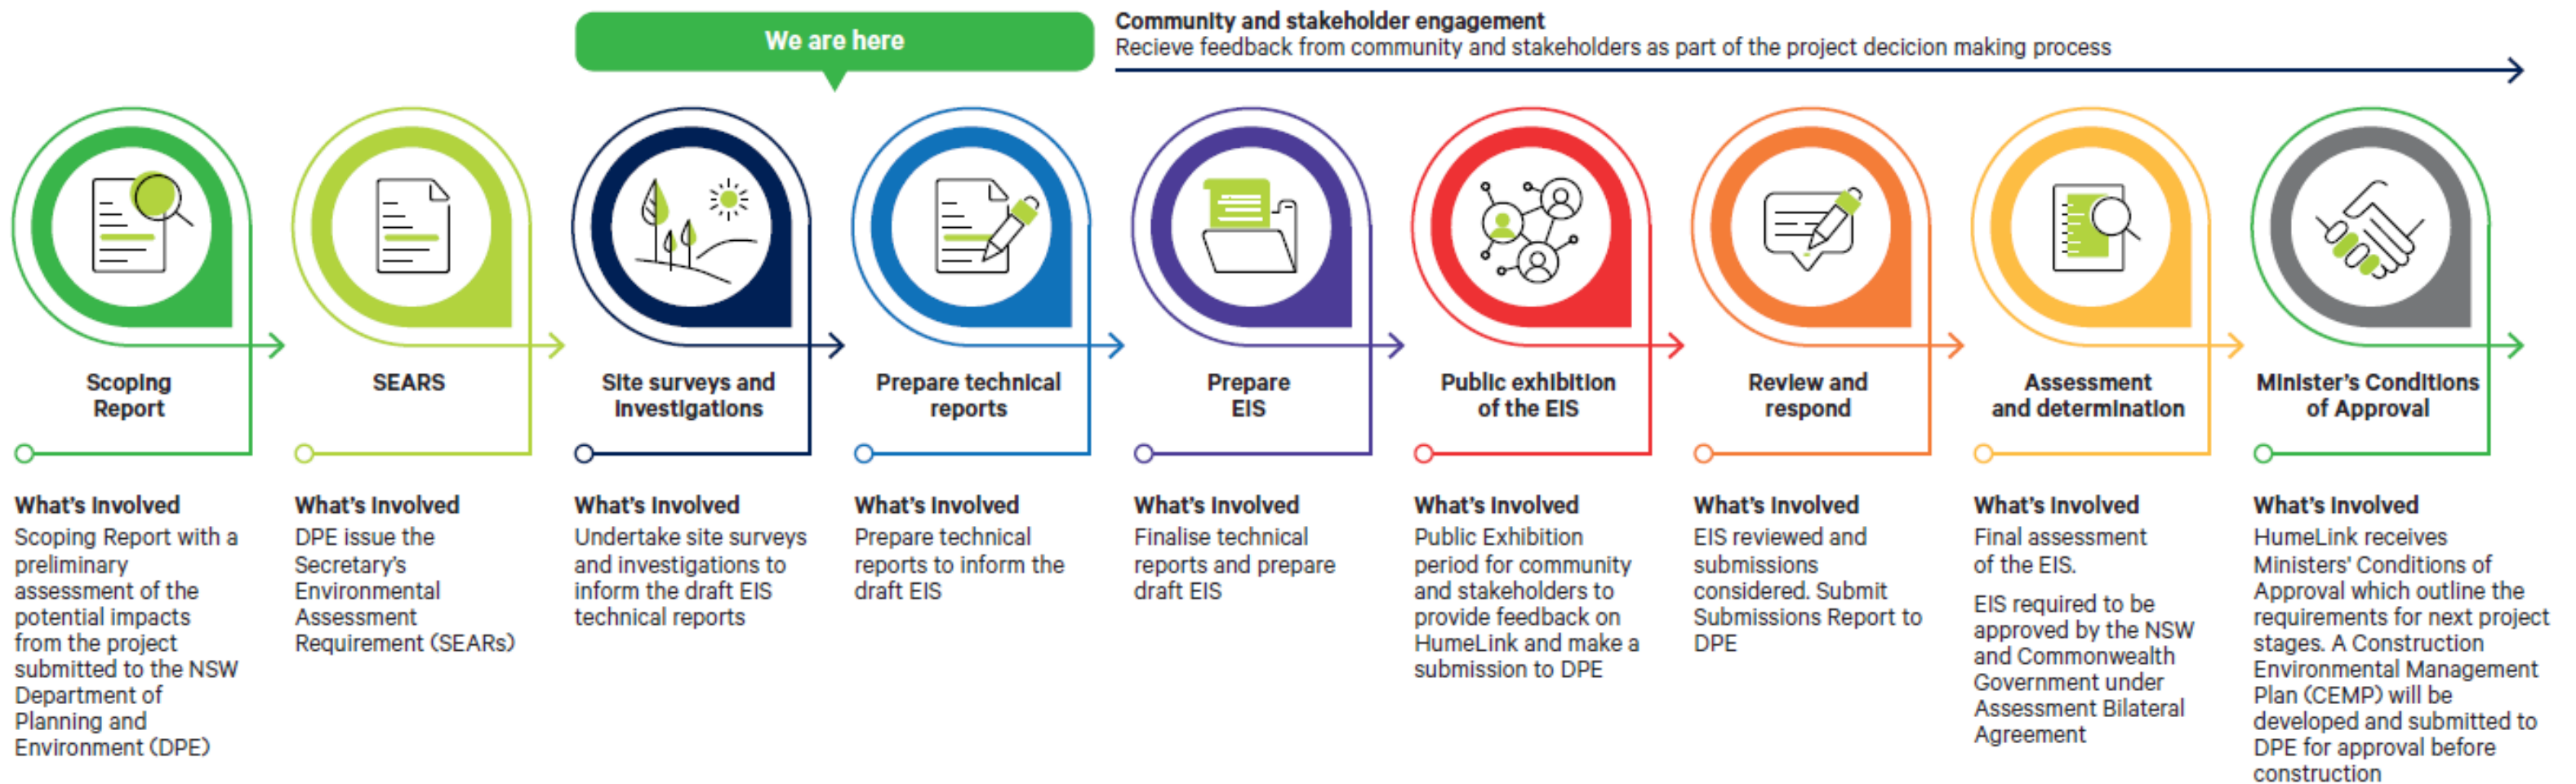 We are here
Community and stakeholder engagement
Recieve feedback from community and stakeholders as part of the project decicion making process
Scoping
Report
What's Involved
Scoping Report with a
preliminary
assessment of the
potential impacts
from the project
submitted to the NSW
Department of
Planning and
Environment (DPE)
SEARS
What's Involved
DPE issue the
Secretary's
Environmental
Assessment
Requirement (SEARs)
Site surveys and
Investigations
What's Involved
Undertake site surveys
and investigations to
inform the draft EIS
technical reports
Prepare technical
reports
What's Involved
Prepare technical
reports to inform the
draft EIS
Prepare
EIS
What's Involved
Finalise technical
reports and prepare
draft EIS
Public exhibition
of the EIS
What's Involved
Public Exhibition
period for community
and stakeholders to
provide feedback on
HumeLink and make a
submission to DPE
Review and
respond
What's Involved
EIS reviewed and
submissions
considered. Submit
Submissions Report to
DPE
Assessment
and determination
What's Involved
Final assessment
of the EIS.
EIS required to be
approved by the NSW
and Commonwealth
Government under
Assessment Bilateral
Agreement
Minister's Conditions
of Approval
What's Involved
HumeLink receives
Ministers' Conditions of
Approval which outline the
requirements for next project
stages. A Construction
Environmental Management
Plan (CEMP) will be
developed and submitted to
DPE for approval before
construction